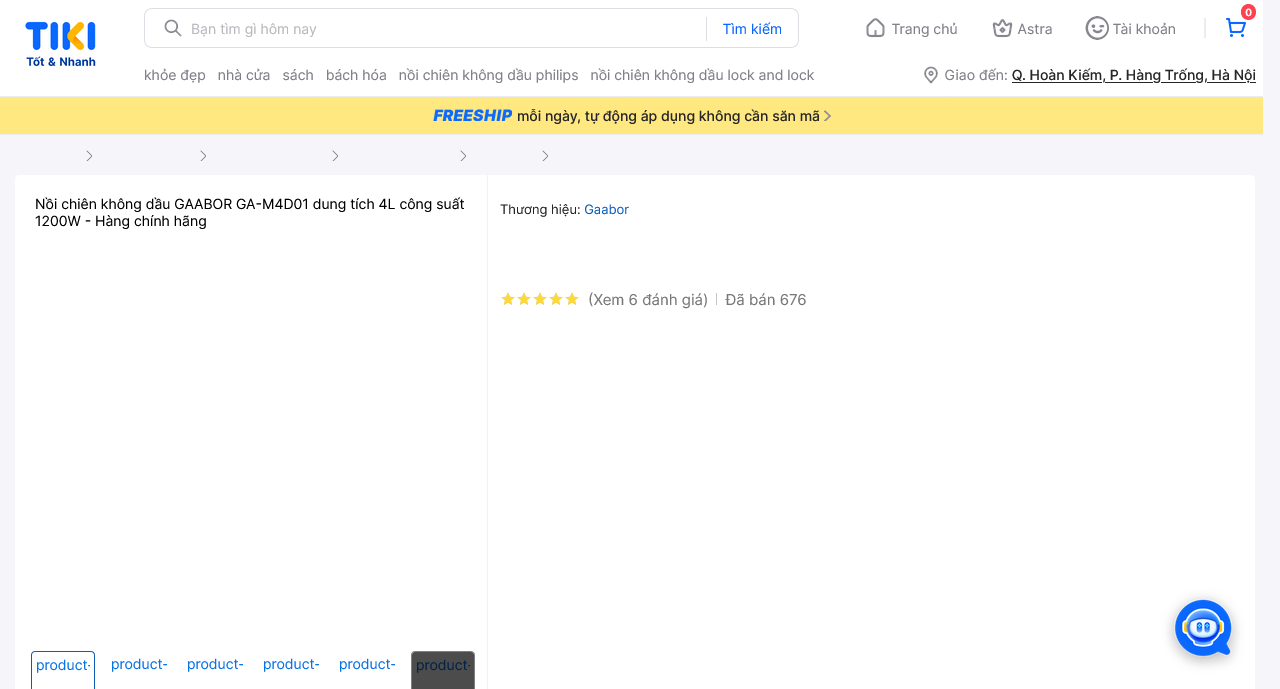 TIKI
Tốt & Nhanh
Bạn tìm gì hôm nay
Tìm kiếm
Trang chủ
Astra
Tài khoản
0
khỏe đẹp nhà cửa sách bách hóa nồi chiên không dầu philips nồi chiên không dầu lock and lock
Giao đến: Q. Hoàn Kiếm, P. Hàng Trống, Hà Nội
FREESHIP mỗi ngày, tự động áp dụng không cần săn mã
Nồi chiên không dầu GAABOR GA-M4D01 dung tích 4L công suất
1200W - Hàng chính hãng
Thương hiệu: Gaabor
(Xem 6 đánh giá)
Đã bán 676
product- product- product- product- product- product-